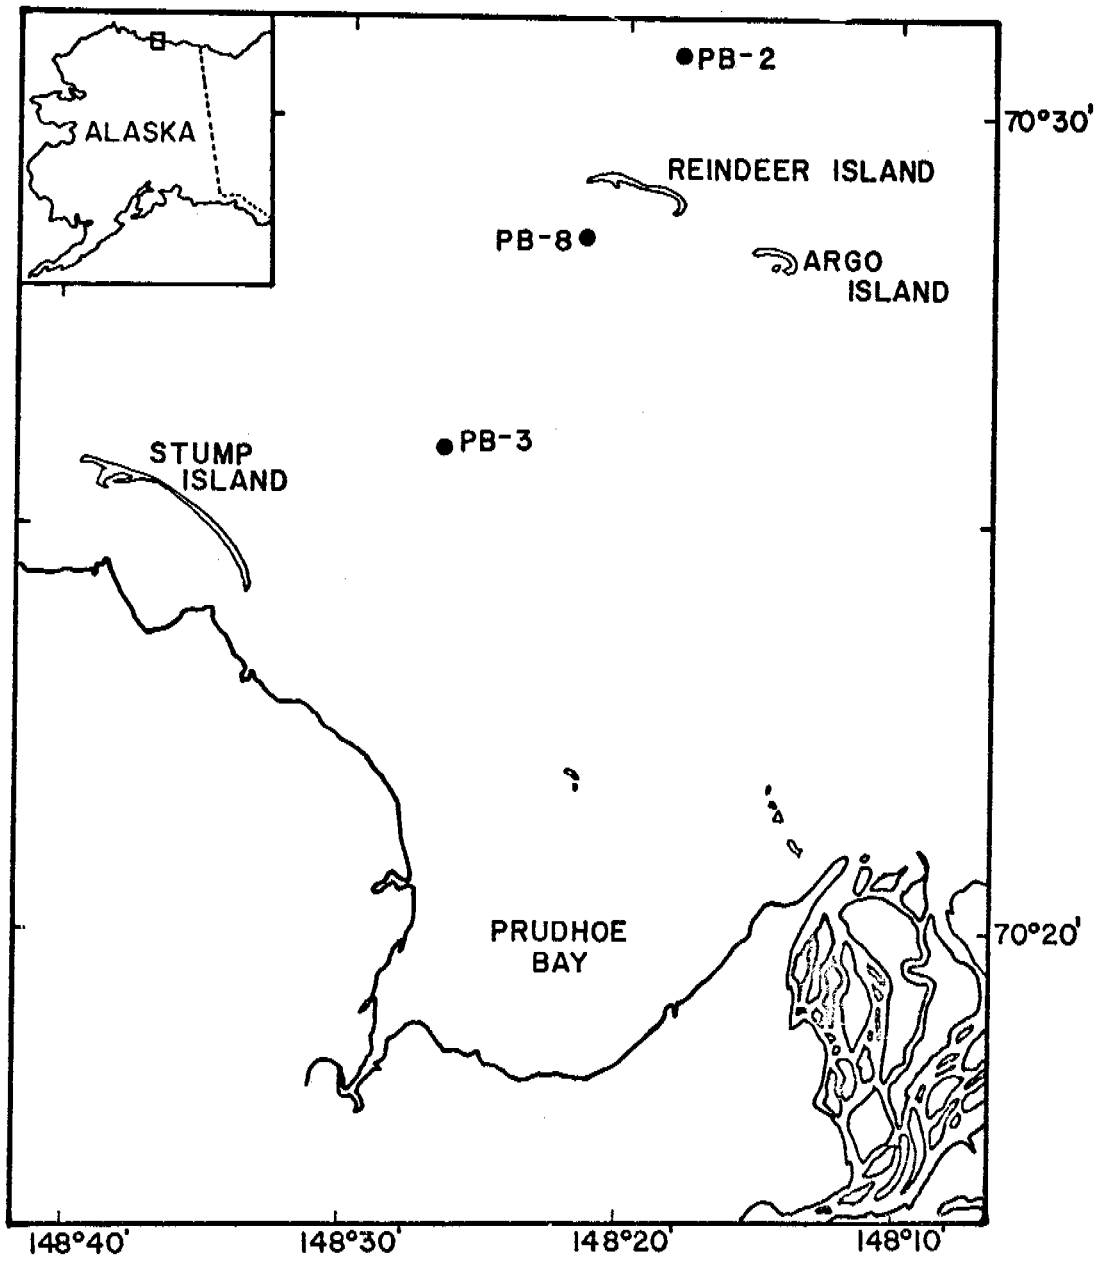 PB-2
70°30'
ALASKA
REINDEER ISLAND
PB-8
ARGO
ISLAND
PB-3
STUMP
ISLAND
PRUDHOE
BAY
70°20'
148°40'
148°30'
148°20'
148°10'